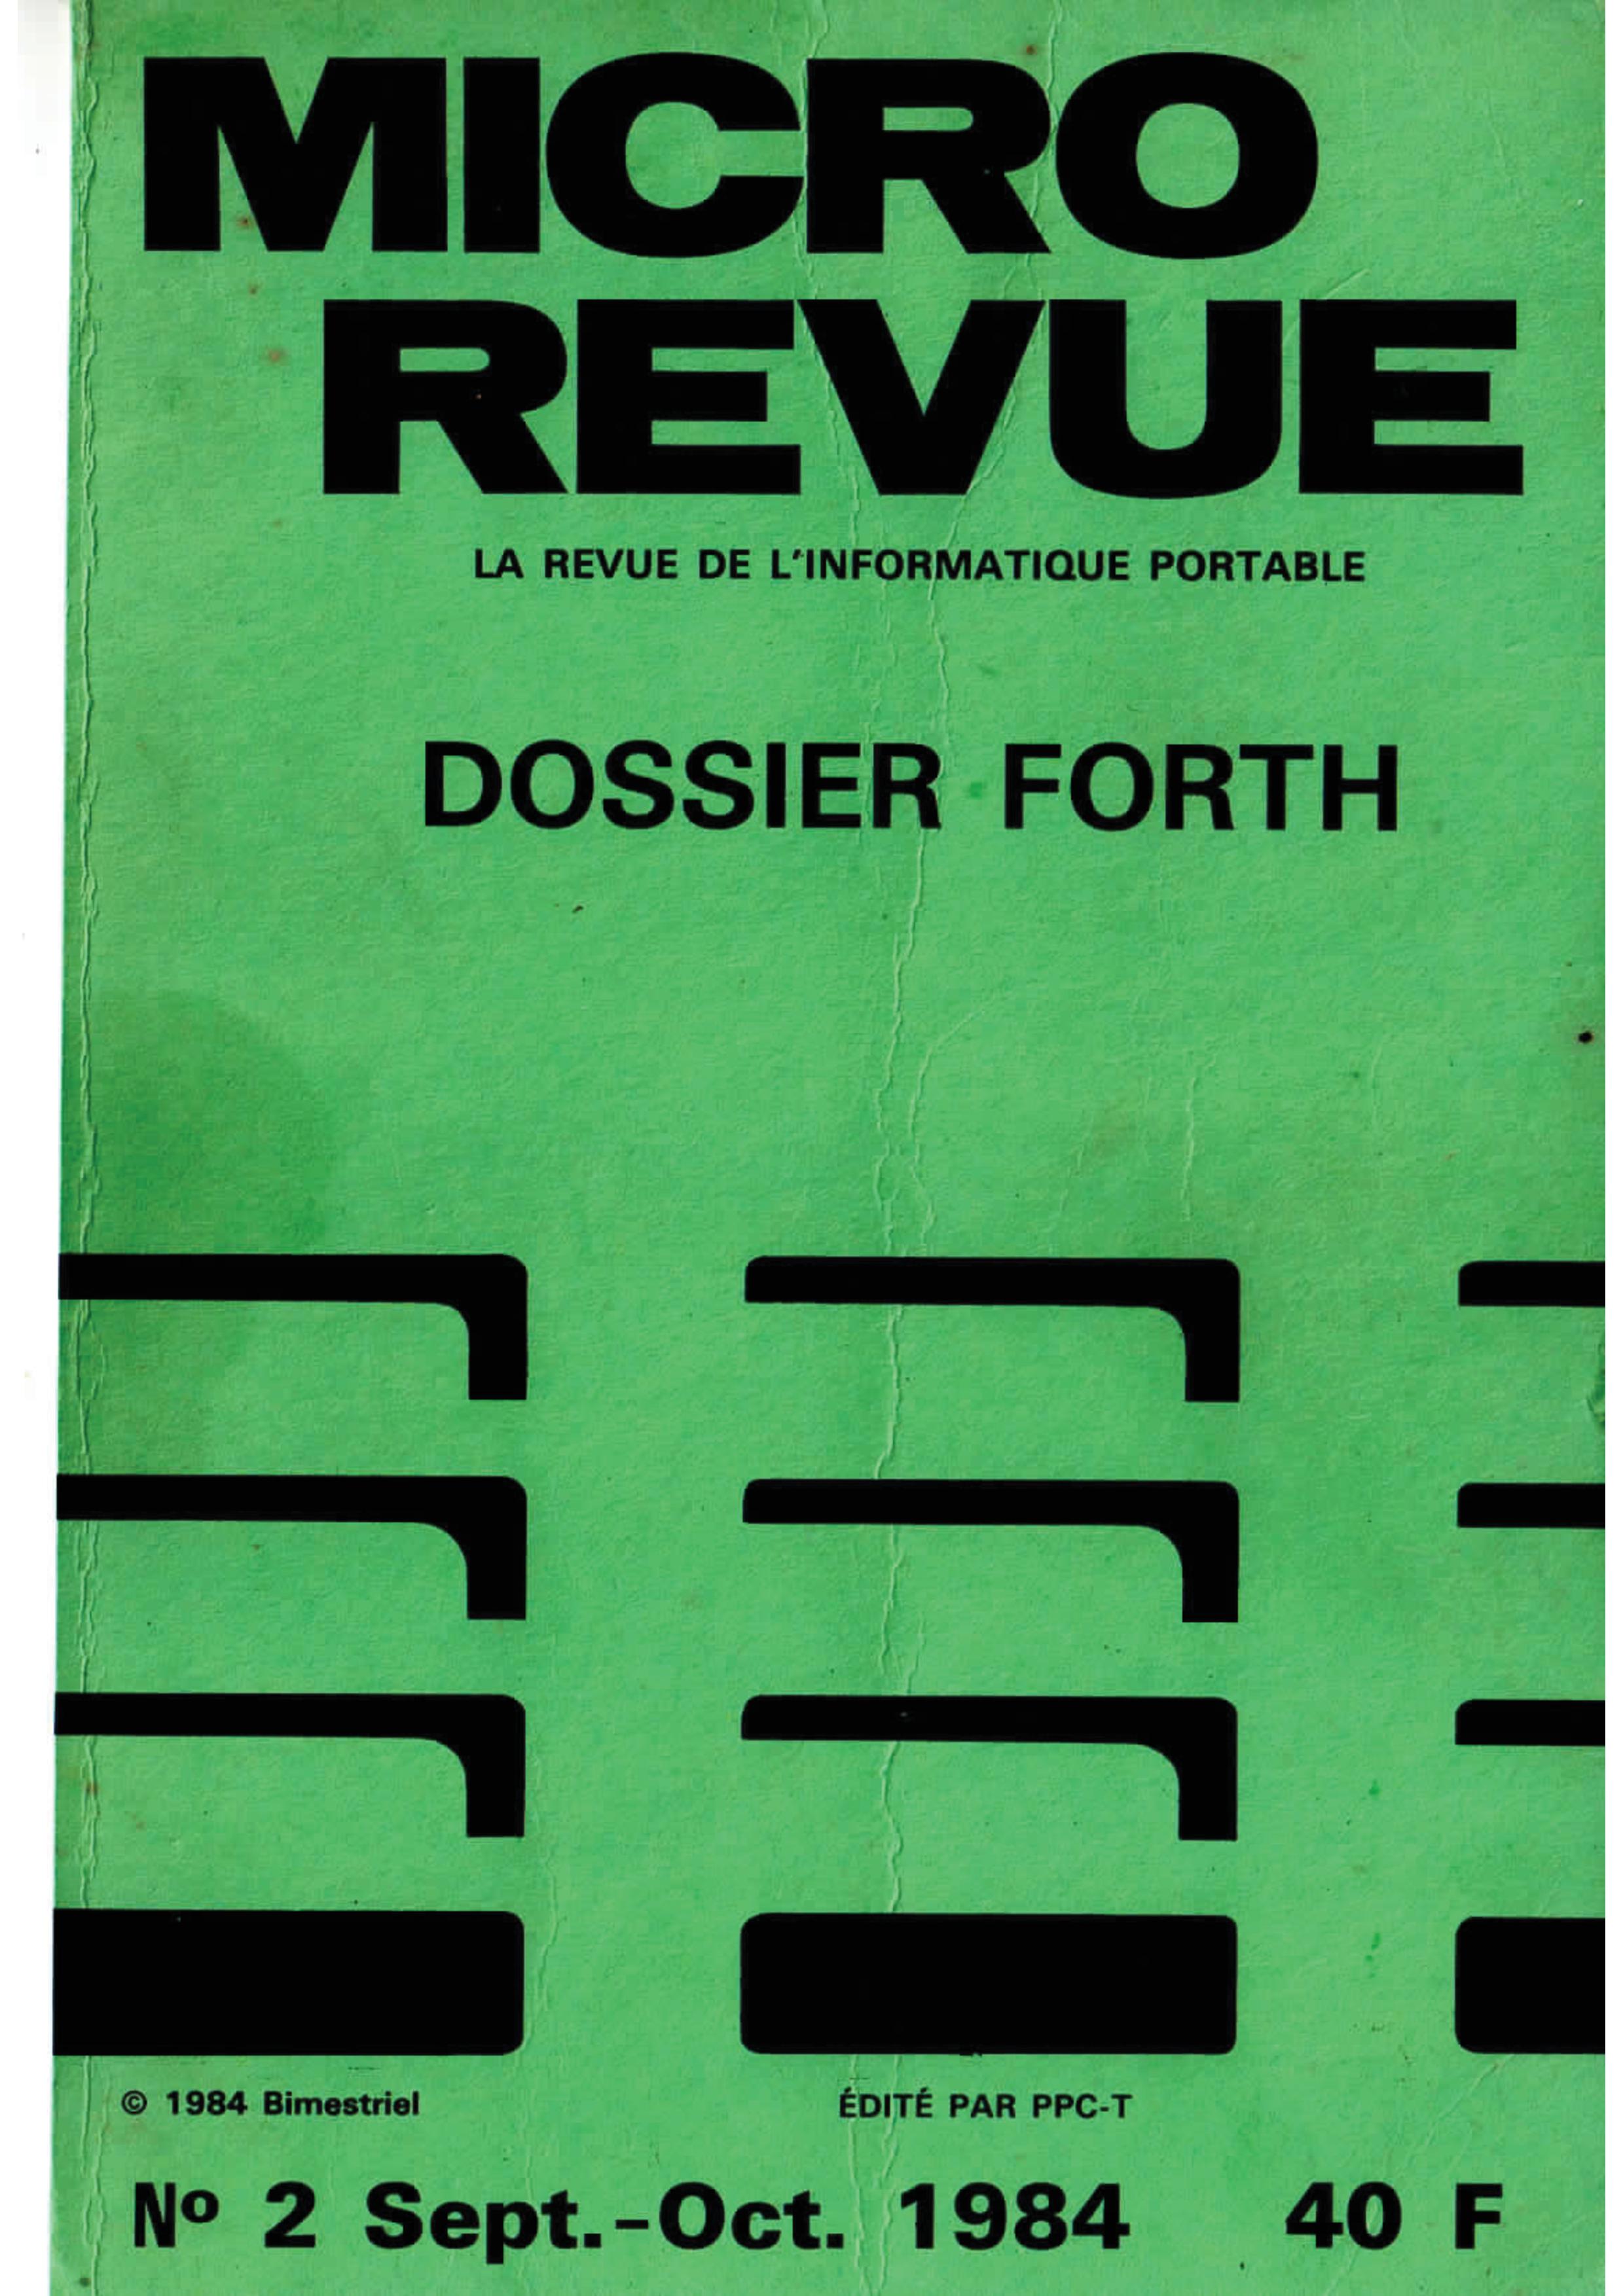 MICRO
REVUE
LA REVUE DE L'INFORMATIQUE PORTABLE
DOSSIER FORTH
© 1984 Bimestriel
ÉDITÉ PAR PPC-T
Nº 2 Sept.-Oct. 1984 40 F